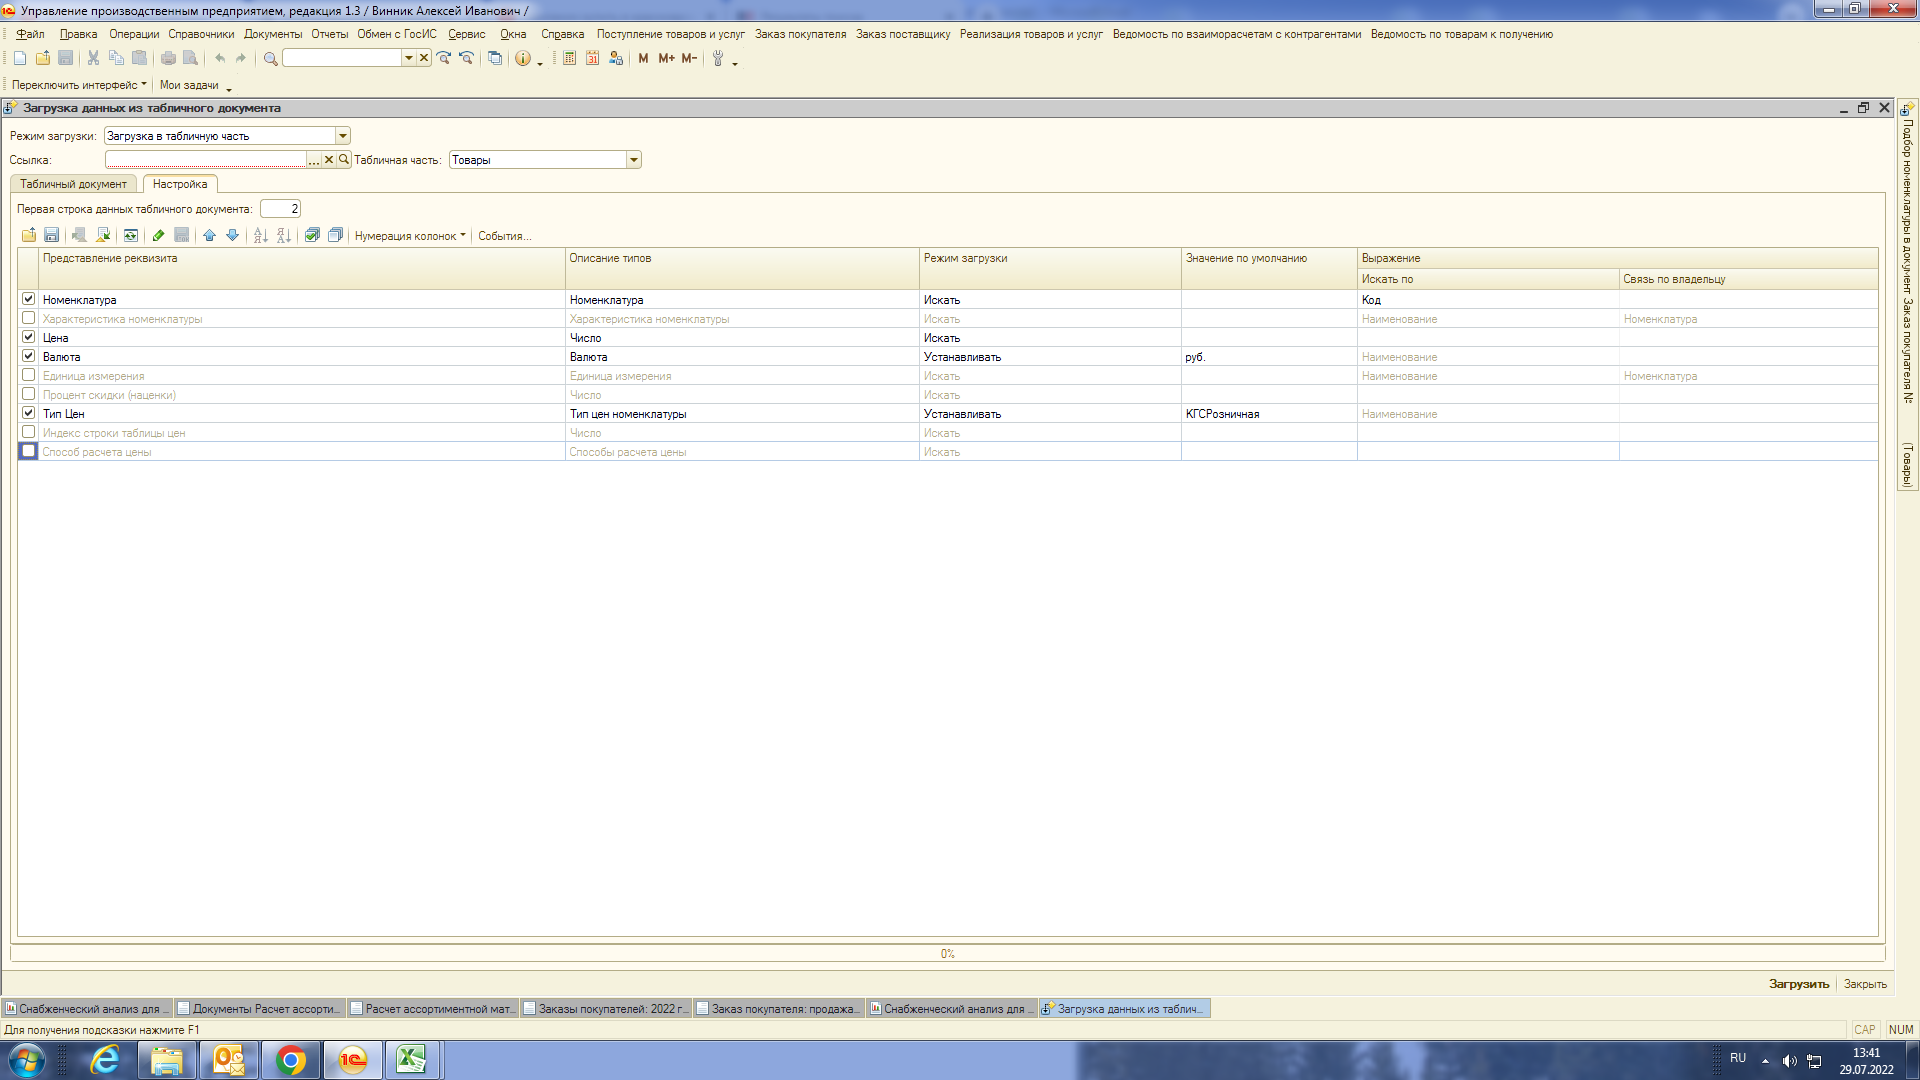 Управление производственным предприятием, редакция 1.3 / Винник Алексей Иванович /
Файл Правка Операции Справочники Документы Отчеты Обмен с ГосИС Сервис Окна Справка Поступление товаров и услуг Заказ покупателя Заказ поставщику Реализация товаров и услуг Ведомость по взаиморасчетам с контрагентами Ведомость по товарам к получению
M M+ M-
Переключить интерфейс Мои задачи
Загрузка данных из табличного документа
Режим загрузки: Загрузка в табличную часть
Ссылка: ... Табличная часть: Товары
Табличный документ Настройка
Первая строка данных табличного документа: 2
Нумерация колонок События...
Представление реквизита Описание типов Режим загрузки Значение по умолчанию Выражение
Искать по Связь по владельцу
Номенклатура Номенклатура Искать Код
Характеристика номенклатуры Характеристика номенклатуры Искать Наименование Номенклатура
Цена Число Искать
Валюта Валюта Устанавливать руб. Наименование
Единица измерения Единица измерения Искать Наименование Номенклатура
Процент скидки (наценки) Число Искать
Тип Цен Тип цен номенклатуры Устанавливать КГСРозничная Наименование
Индекс строки таблицы цен Число Искать
Способ расчета цены Способы расчета цены Искать
Подбор номенклатуры в документ Заказ покупателя № (Товары)
0%
Загрузить Закрыть
Снабженческий анализ для ... Документы Расчет ассорти... Расчет ассортиментной мат... Заказы покупателей: 2022 г... Заказ покупателя: продажа... Снабженческий анализ для ... Загрузка данных из таблич...
Для получения подсказки нажмите F1
CAP NUM
RU
13:41
29.07.2022